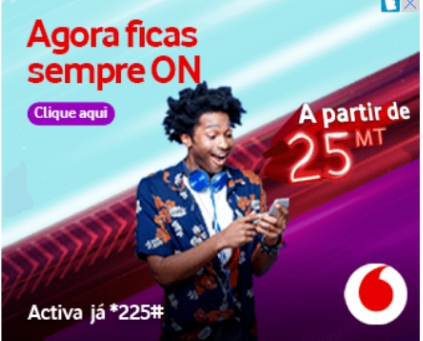 Agora ficas
sempre ON
Clique aqui
A partir de
25 MT
Activa já *225#